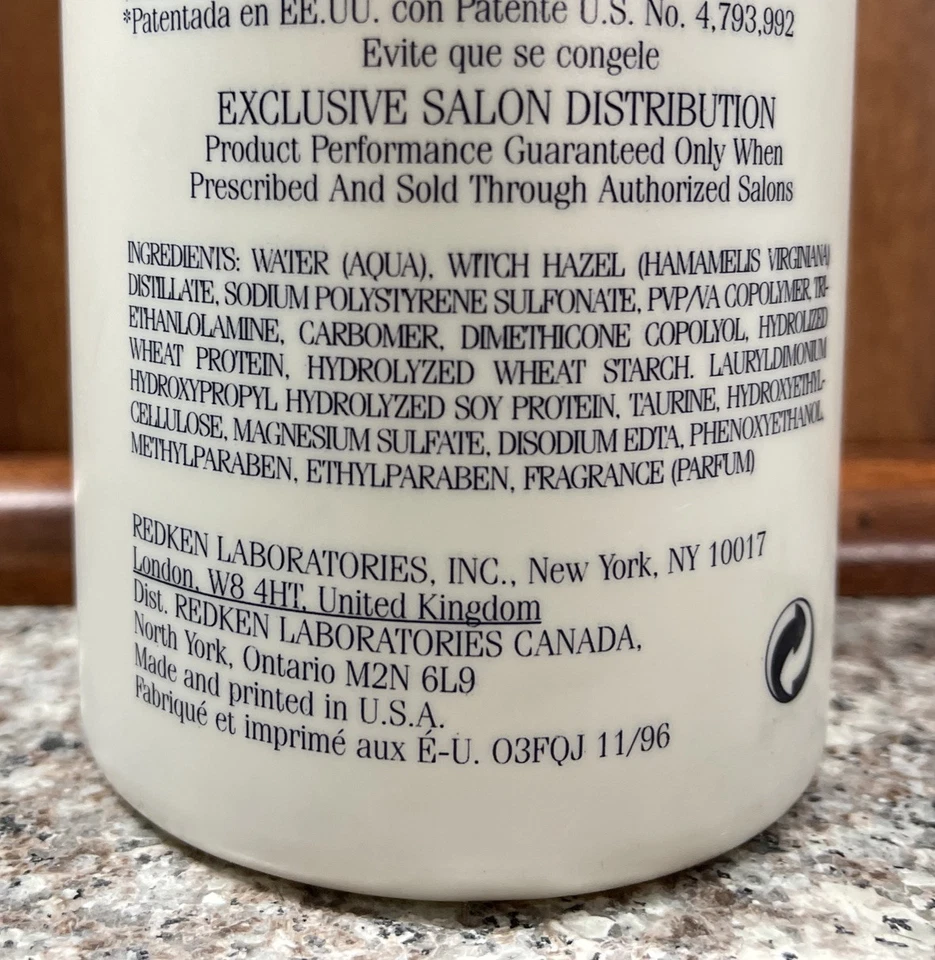 *Patentada en EE.UU. con Patente U.S. No. 4,793,992
Evite que se congele
EXCLUSIVE SALON DISTRIBUTION
Product Performance Guaranteed Only When
Prescribed And Sold Through Authorized Salons
INGREDIENTS: WATER (AQUA), WITCH HAZEL (HAMAMELIS VIRGINIANA)
DISTILLATE, SODIUM POLYSTYRENE SULFONATE, PVP/VA COPOLYMER, TRI-
ETHANLOLAMINE, CARBOMER, DIMETHICONE COPOLYOL, HYDROLIZED
WHEAT PROTEIN, HYDROLYZED WHEAT STARCH. LAURYLDIMONIUM
HYDROXYPROPYL HYDROLYZED SOY PROTEIN, TAURINE, HYDROXYETHYL-
CELLULOSE, MAGNESIUM SULFATE, DISODIUM EDTA, PHENOXYETHANOL,
METHYLPARABEN, ETHYLPARABEN, FRAGRANCE (PARFUM)
REDKEN LABORATORIES, INC., New York, NY 10017
London, W8 4HT, United Kingdom
Dist. REDKEN LABORATORIES CANADA,
North York, Ontario M2N 6L9
Made and printed in U.S.A.
Fabriqué et imprimé aux É-U. 03FQJ 11/96